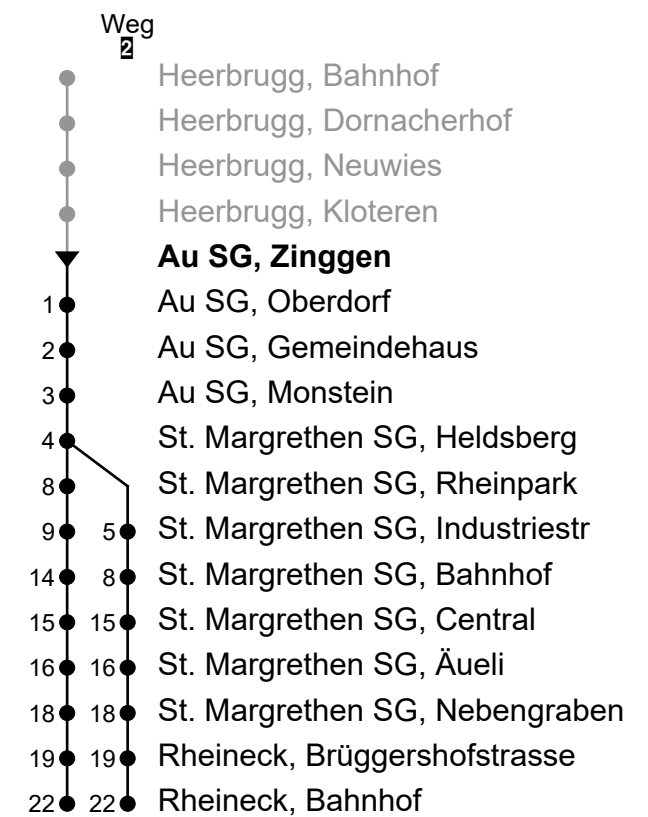 Weg
2
Heerbrugg, Bahnhof
Heerbrugg, Dornacherhof
Heerbrugg, Neuwies
Heerbrugg, Kloteren
Au SG, Zinggen
1 Au SG, Oberdorf
2 Au SG, Gemeindehaus
3 Au SG, Monstein
4 St. Margrethen SG, Heldsberg
8 St. Margrethen SG, Rheinpark
9 5 St. Margrethen SG, Industriestr
14 8 St. Margrethen SG, Bahnhof
15 15 St. Margrethen SG, Central
16 16 St. Margrethen SG, Äueli
18 18 St. Margrethen SG, Nebengraben
19 19 Rheineck, Brüggershofstrasse
22 22 Rheineck, Bahnhof